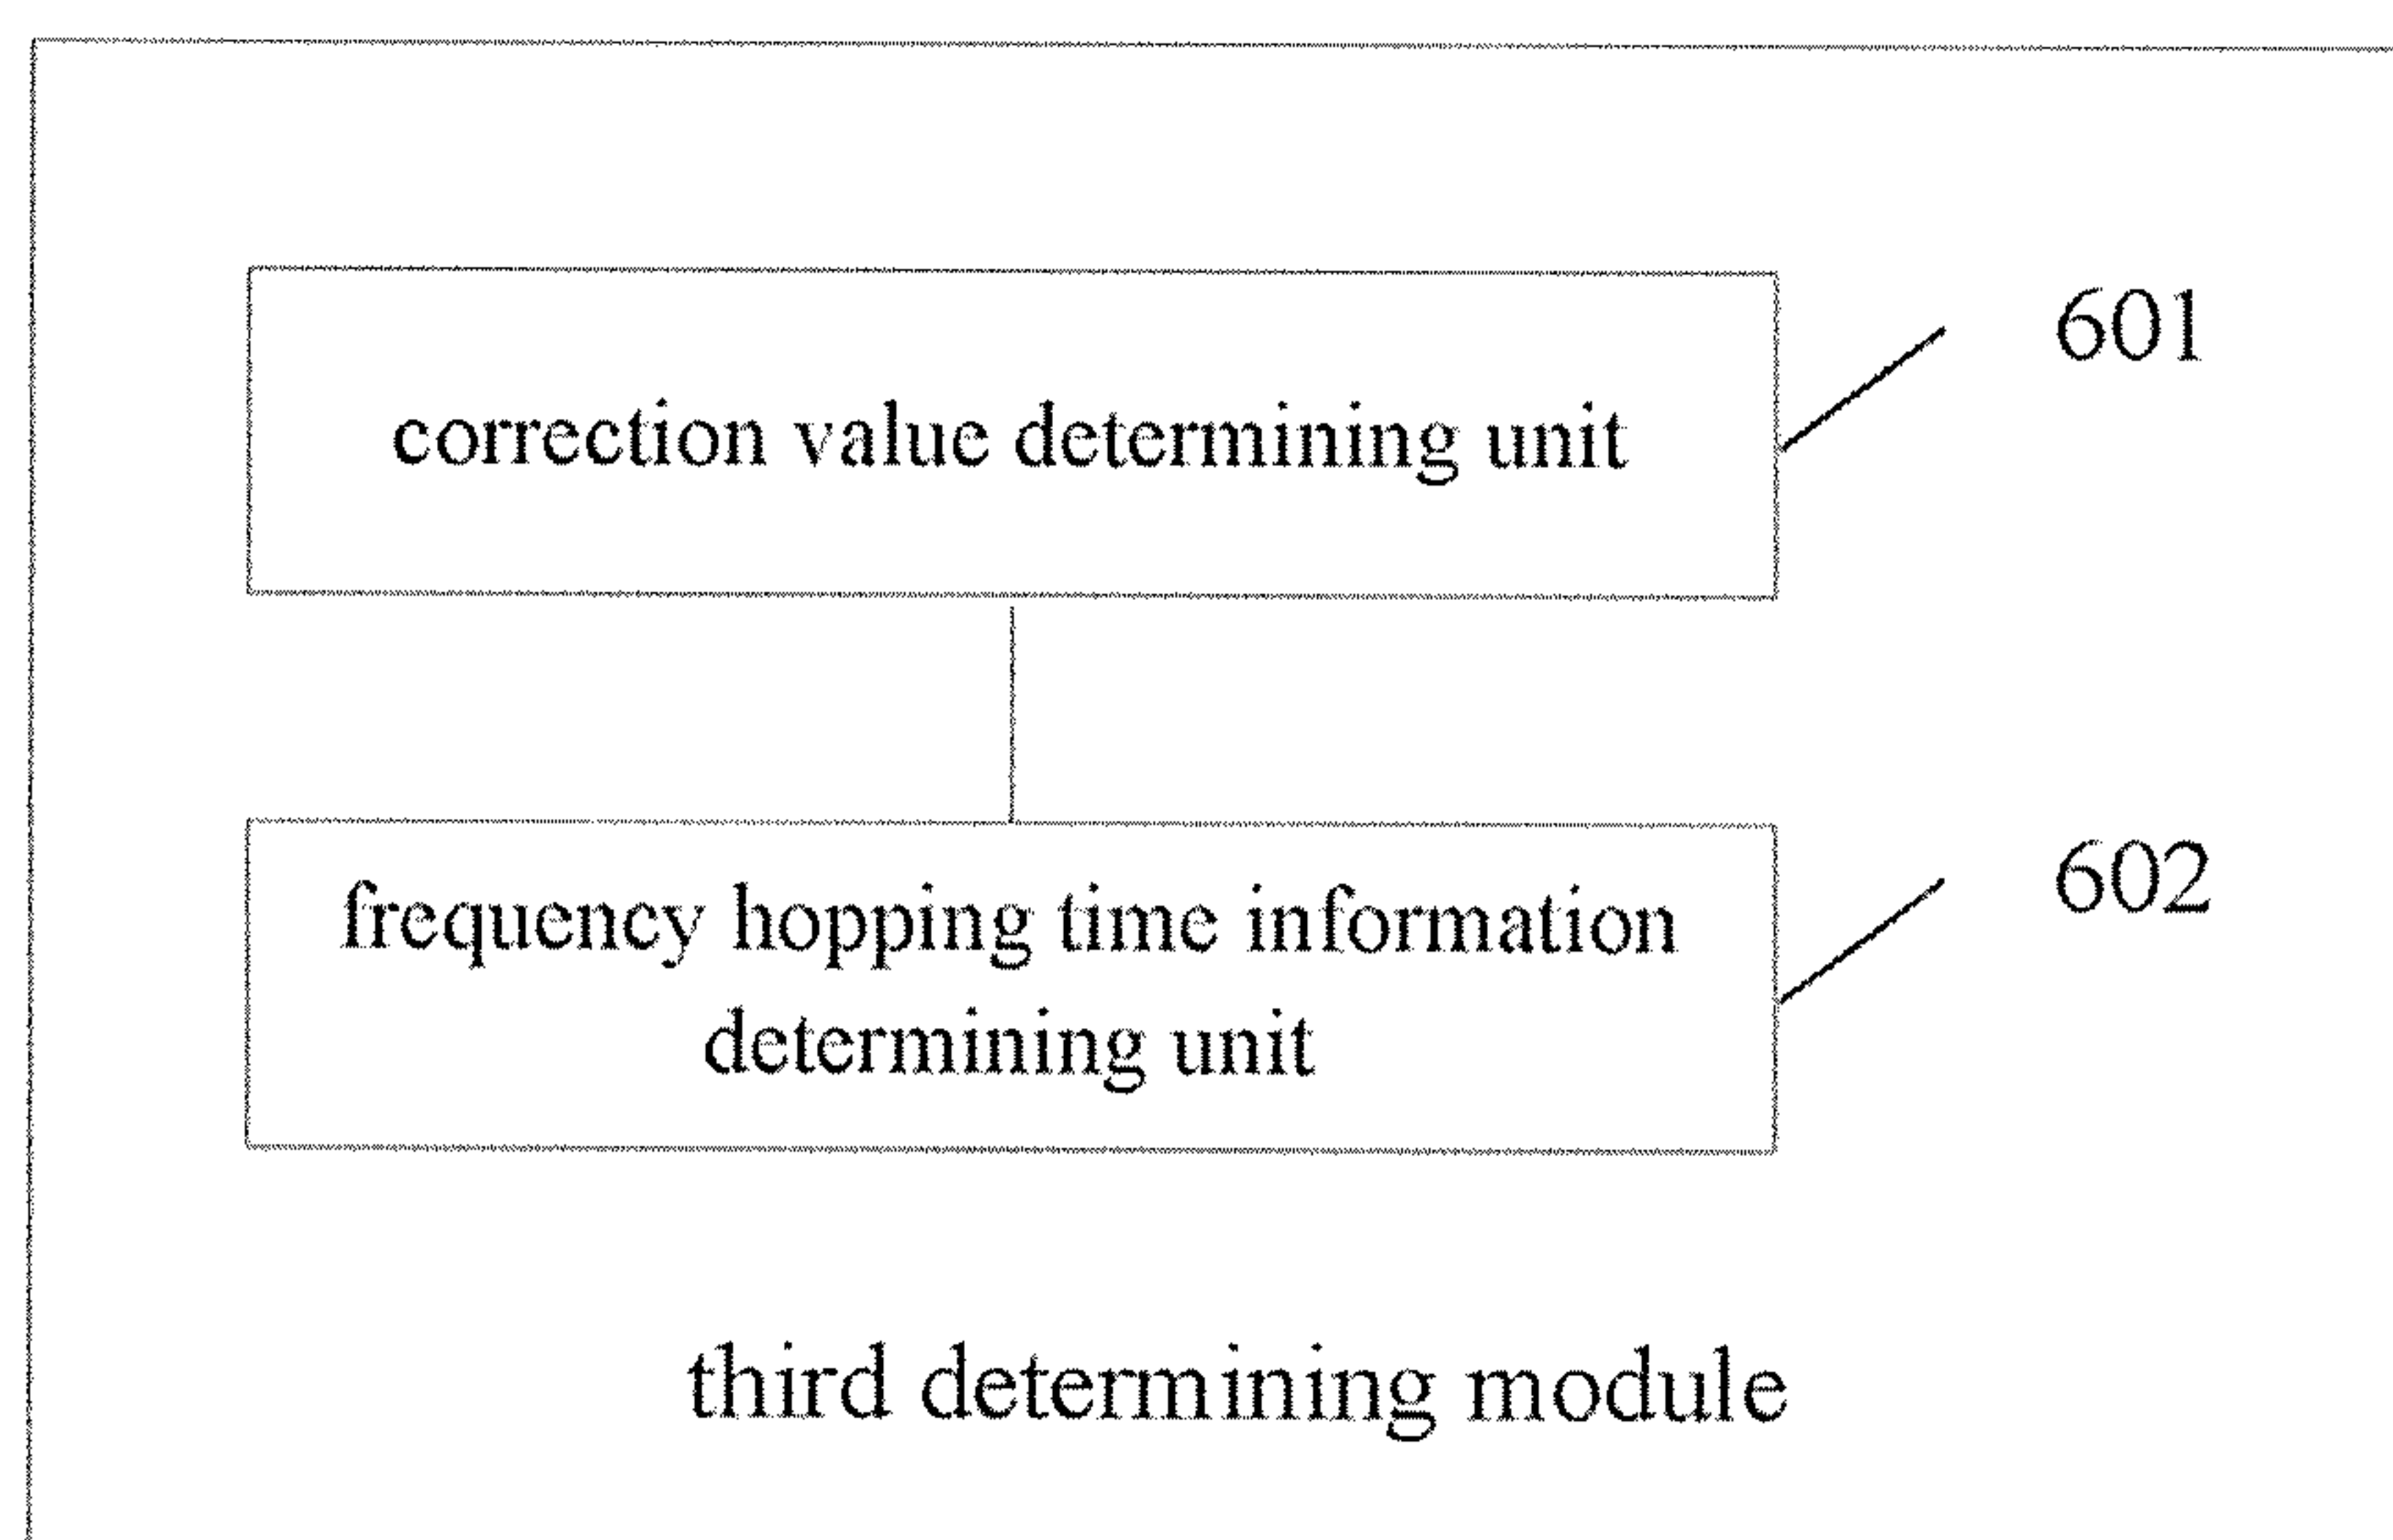 601
correction value determining unit
602
frequency hopping time information
determining unit
third determining module